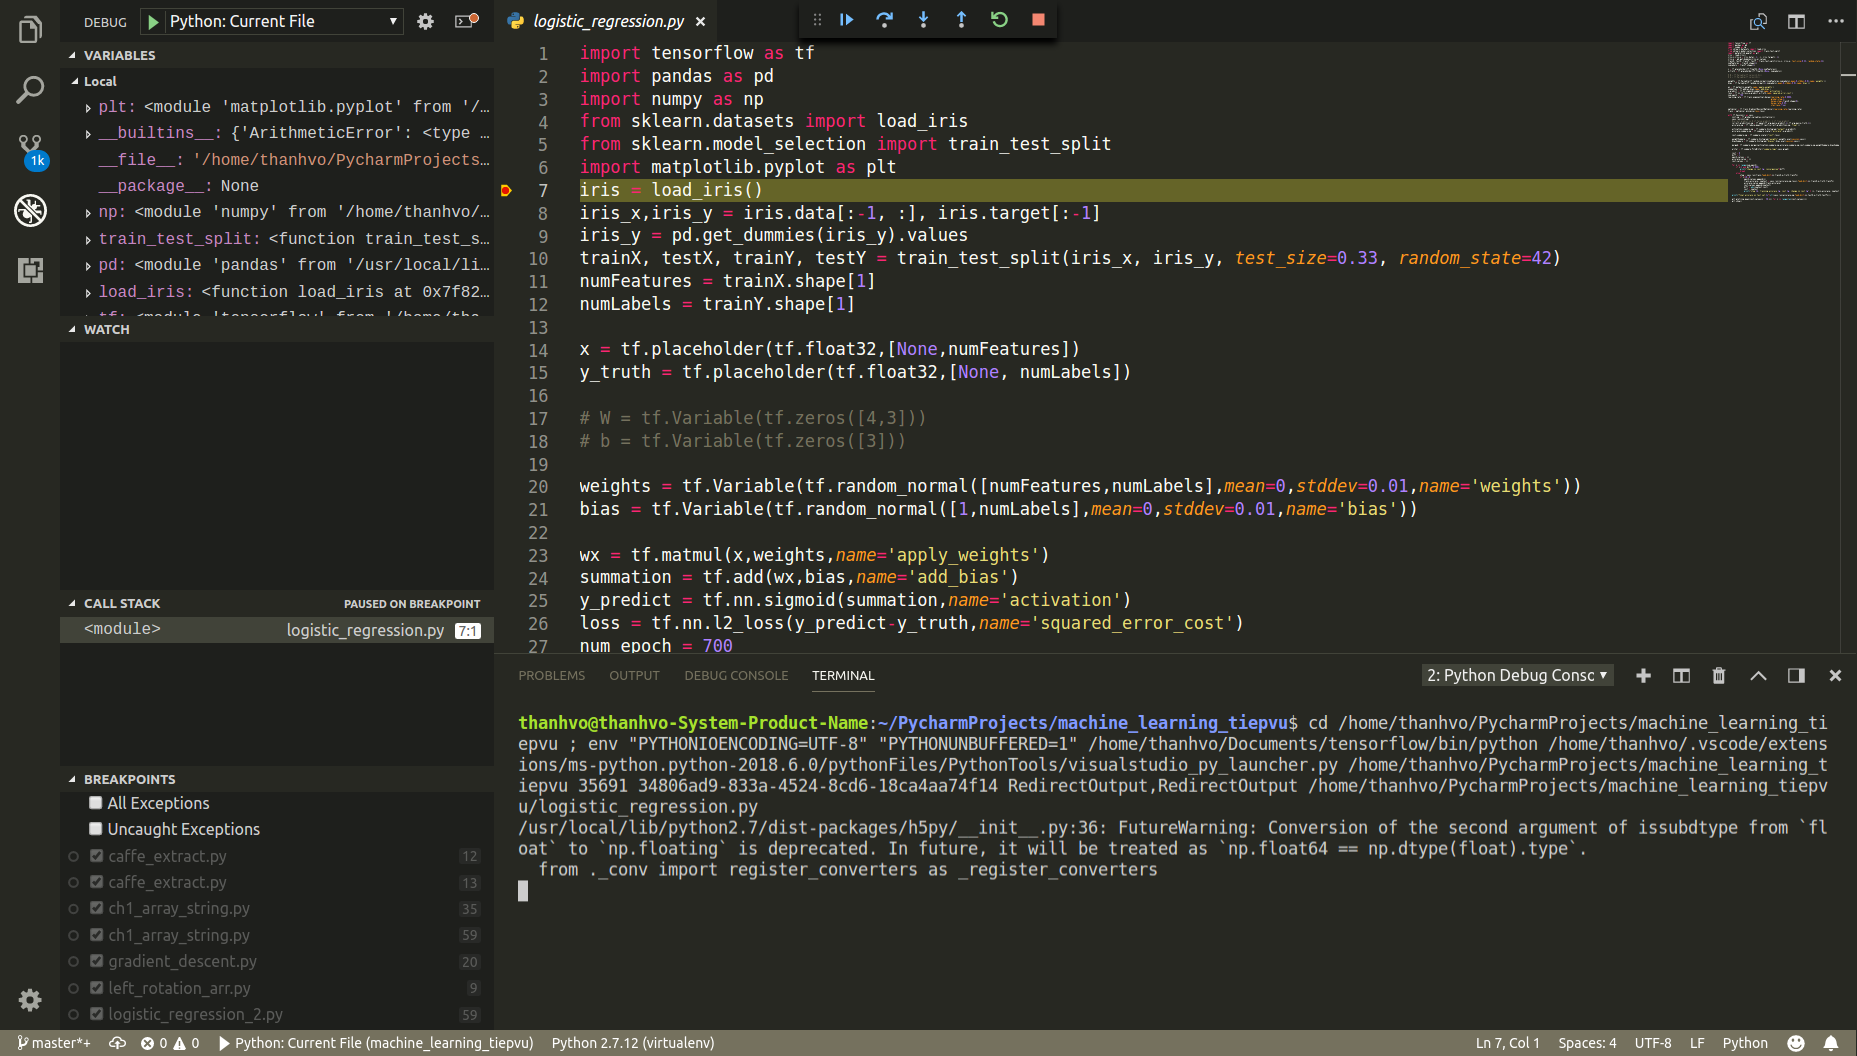 DEBUG
Python: Current File
VARIABLES
Local
plt: <module 'matplotlib.pyplot' from '/…
__builtins__: {'ArithmeticError': <type …
__file__: '/home/thanhvo/PycharmProjects…
__package__: None
np: <module 'numpy' from '/home/thanhvo/…
train_test_split: <function train_test_s…
pd: <module 'pandas' from '/usr/local/li…
load_iris: <function load_iris at 0x7f82…
tf: <module 'tensorflow' from '/home/tha…
1k
WATCH
CALL STACK
PAUSED ON BREAKPOINT
<module>
logistic_regression.py 7:1
BREAKPOINTS
All Exceptions
Uncaught Exceptions
caffe_extract.py 12
caffe_extract.py 13
ch1_array_string.py 35
ch1_array_string.py 59
gradient_descent.py 20
left_rotation_arr.py 9
logistic_regression_2.py 59
logistic_regression.py ×
1 import tensorflow as tf
2 import pandas as pd
3 import numpy as np
4 from sklearn.datasets import load_iris
5 from sklearn.model_selection import train_test_split
6 import matplotlib.pyplot as plt
7 iris = load_iris()
8 iris_x,iris_y = iris.data[:-1, :], iris.target[:-1]
9 iris_y = pd.get_dummies(iris_y).values
10 trainX, testX, trainY, testY = train_test_split(iris_x, iris_y, test_size=0.33, random_state=42)
11 numFeatures = trainX.shape[1]
12 numLabels = trainY.shape[1]
13
14 x = tf.placeholder(tf.float32,[None,numFeatures])
15 y_truth = tf.placeholder(tf.float32,[None, numLabels])
16
17 # W = tf.Variable(tf.zeros([4,3]))
18 # b = tf.Variable(tf.zeros([3]))
19
20 weights = tf.Variable(tf.random_normal([numFeatures,numLabels],mean=0,stddev=0.01,name='weights'))
21 bias = tf.Variable(tf.random_normal([1,numLabels],mean=0,stddev=0.01,name='bias'))
22
23 wx = tf.matmul(x,weights,name='apply_weights')
24 summation = tf.add(wx,bias,name='add_bias')
25 y_predict = tf.nn.sigmoid(summation,name='activation')
26 loss = tf.nn.l2_loss(y_predict-y_truth,name='squared_error_cost')
27 num_epoch = 700
PROBLEMS OUTPUT DEBUG CONSOLE TERMINAL
2: Python Debug Consc
thanhvo@thanhvo-System-Product-Name:~/PycharmProjects/machine_learning_tiepvu$ cd /home/thanhvo/PycharmProjects/machine_learning_ti
epvu ; env "PYTHONIOENCODING=UTF-8" "PYTHONUNBUFFERED=1" /home/thanhvo/Documents/tensorflow/bin/python /home/thanhvo/.vscode/extens
ions/ms-python.python-2018.6.0/pythonFiles/PythonTools/visualstudio_py_launcher.py /home/thanhvo/PycharmProjects/machine_learning_t
iepvu 35691 34806ad9-833a-4524-8cd6-18ca4aa74f14 RedirectOutput,RedirectOutput /home/thanhvo/PycharmProjects/machine_learning_tiepv
u/logistic_regression.py
/usr/local/lib/python2.7/dist-packages/h5py/__init__.py:36: FutureWarning: Conversion of the second argument of issubdtype from `fl
oat` to `np.floating` is deprecated. In future, it will be treated as `np.float64 == np.dtype(float).type`.
from ._conv import register_converters as _register_converters
master*+ 0 0 Python: Current File (machine_learning_tiepvu) Python 2.7.12 (virtualenv) Ln 7, Col 1 Spaces: 4 UTF-8 LF Python